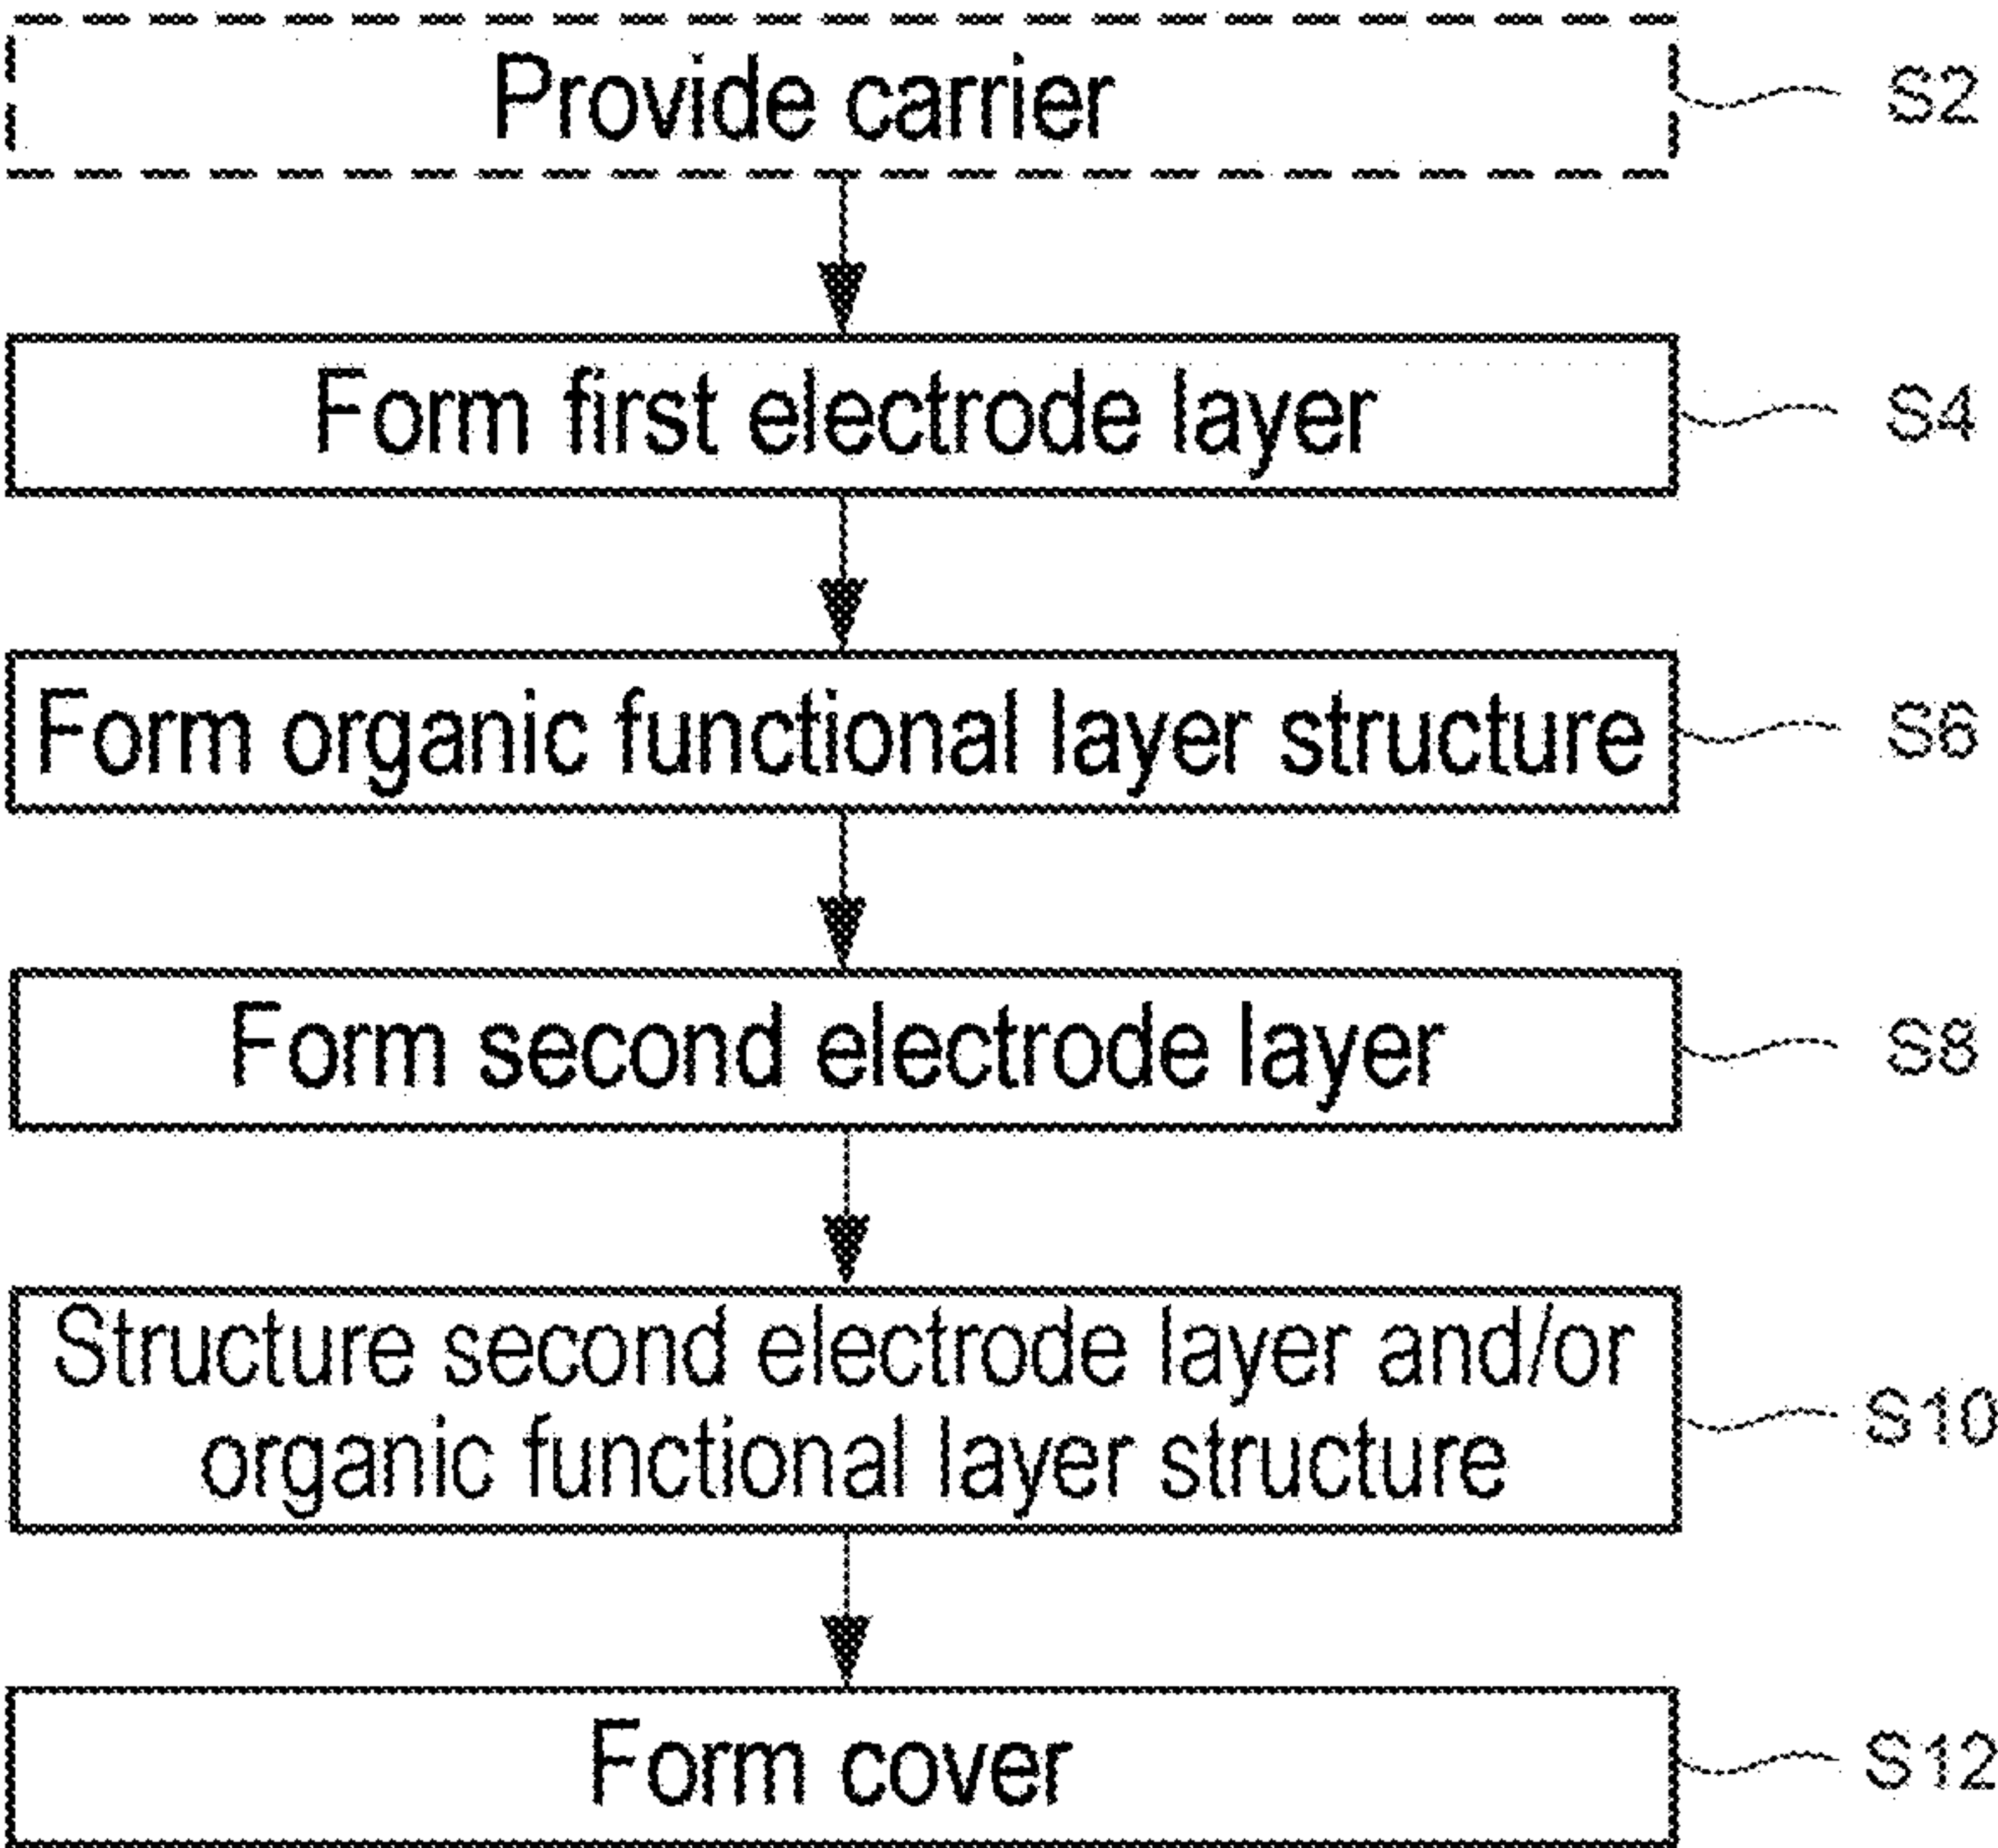 Provide carrier
S2
Form first electrode layer
S4
Form organic functional layer structure
S6
Form second electrode layer
S8
Structure second electrode layer and/or
organic functional layer structure
S10
Form cover
S12